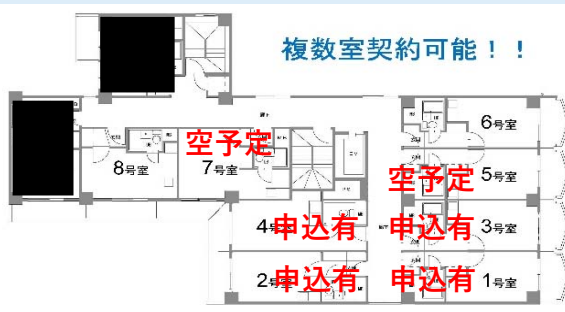 複数室契約可能！！
6号室
空予定
8号室
7号室
空予定
5号室
4号室
申込有
申込有
3号室
2号室
申込有
申込有
1号室